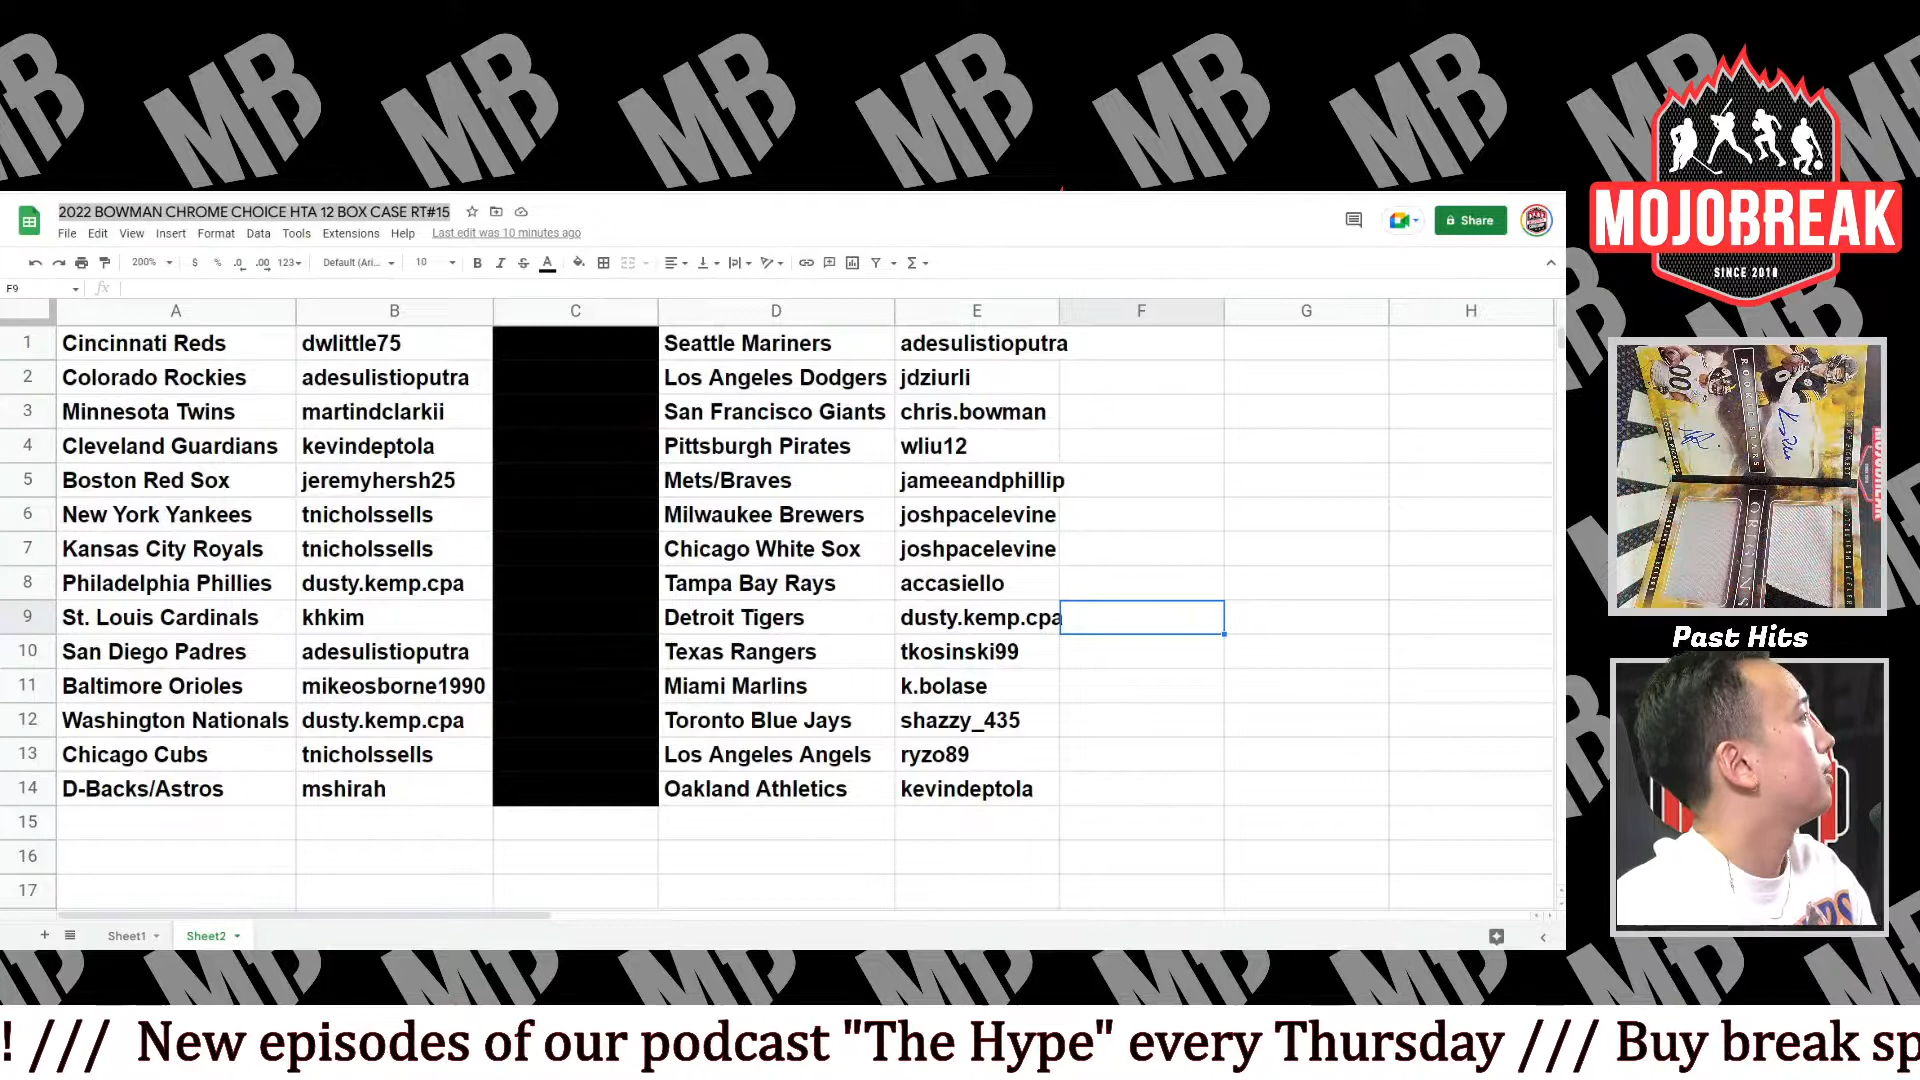 2022 BOWMAN CHROME CHOICE HTA 12 BOX CASE RT#15
File Edit View Insert Format Data Tools Extensions Help Last edit was 10 minutes ago
Share
200% $ % .0 .00 123 Default (Ari... 10 B I S A
F9 fx
A B C D E F G H
1 Cincinnati Reds dwlittle75 Seattle Mariners adesulistioputra
2 Colorado Rockies adesulistioputra Los Angeles Dodgers jdziurli
3 Minnesota Twins martindclarkii San Francisco Giants chris.bowman
4 Cleveland Guardians kevindeptola Pittsburgh Pirates wliu12
5 Boston Red Sox jeremyhersh25 Mets/Braves jameeandphillip
6 New York Yankees tnicholssells Milwaukee Brewers joshpacelevine
7 Kansas City Royals tnicholssells Chicago White Sox joshpacelevine
8 Philadelphia Phillies dusty.kemp.cpa Tampa Bay Rays accasiello
9 St. Louis Cardinals khkim Detroit Tigers dusty.kemp.cpa
10 San Diego Padres adesulistioputra Texas Rangers tkosinski99
11 Baltimore Orioles mikeosborne1990 Miami Marlins k.bolase
12 Washington Nationals dusty.kemp.cpa Toronto Blue Jays shazzy_435
13 Chicago Cubs tnicholssells Los Angeles Angels ryzo89
14 D-Backs/Astros mshirah Oakland Athletics kevindeptola
15
16
17
Sheet1 Sheet2
MOJOBREAK
SINCE 2010
ROOKIE STARS
ORIGINS
Past Hits
! /// New episodes of our podcast "The Hype" every Thursday /// Buy break sp